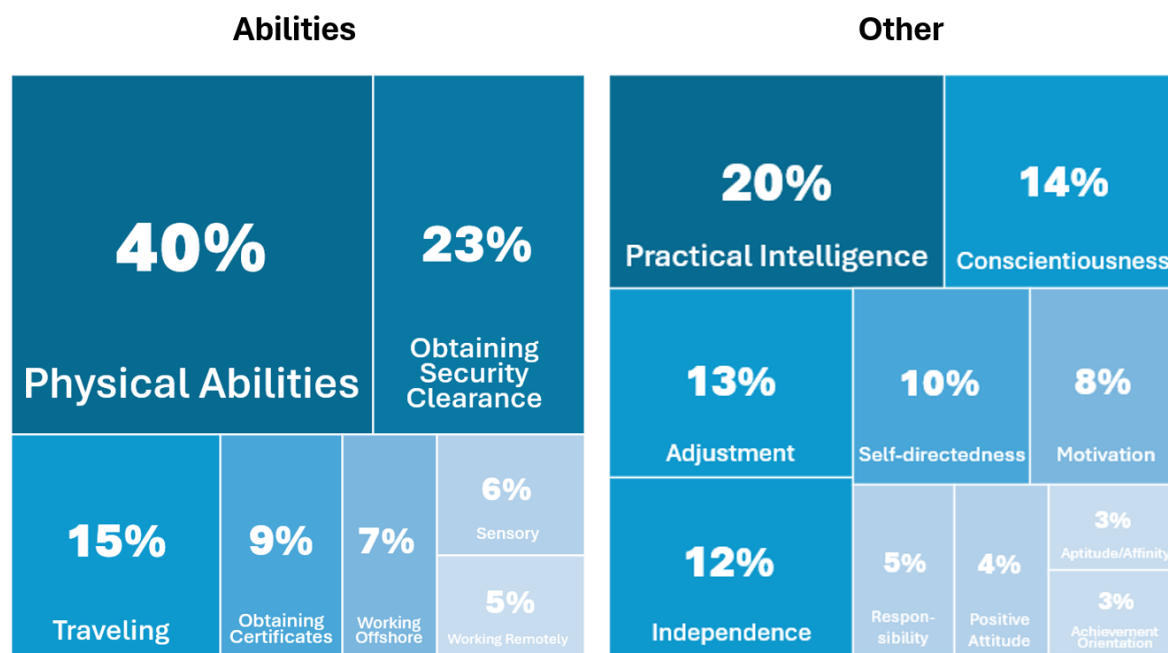 Abilities
40%
Physical Abilities
23%
Obtaining
Security
Clearance
15%
Traveling
9%
Obtaining
Certificates
7%
Working
Offshore
6%
Sensory
5%
Working Remotely
Other
20%
Practical Intelligence
14%
Conscientiousness
13%
Adjustment
10%
Self-directedness
8%
Motivation
12%
Independence
5%
Respon-
sibility
4%
Positive
Attitude
3%
Aptitude/Affinity
3%
Achievement
Orientation